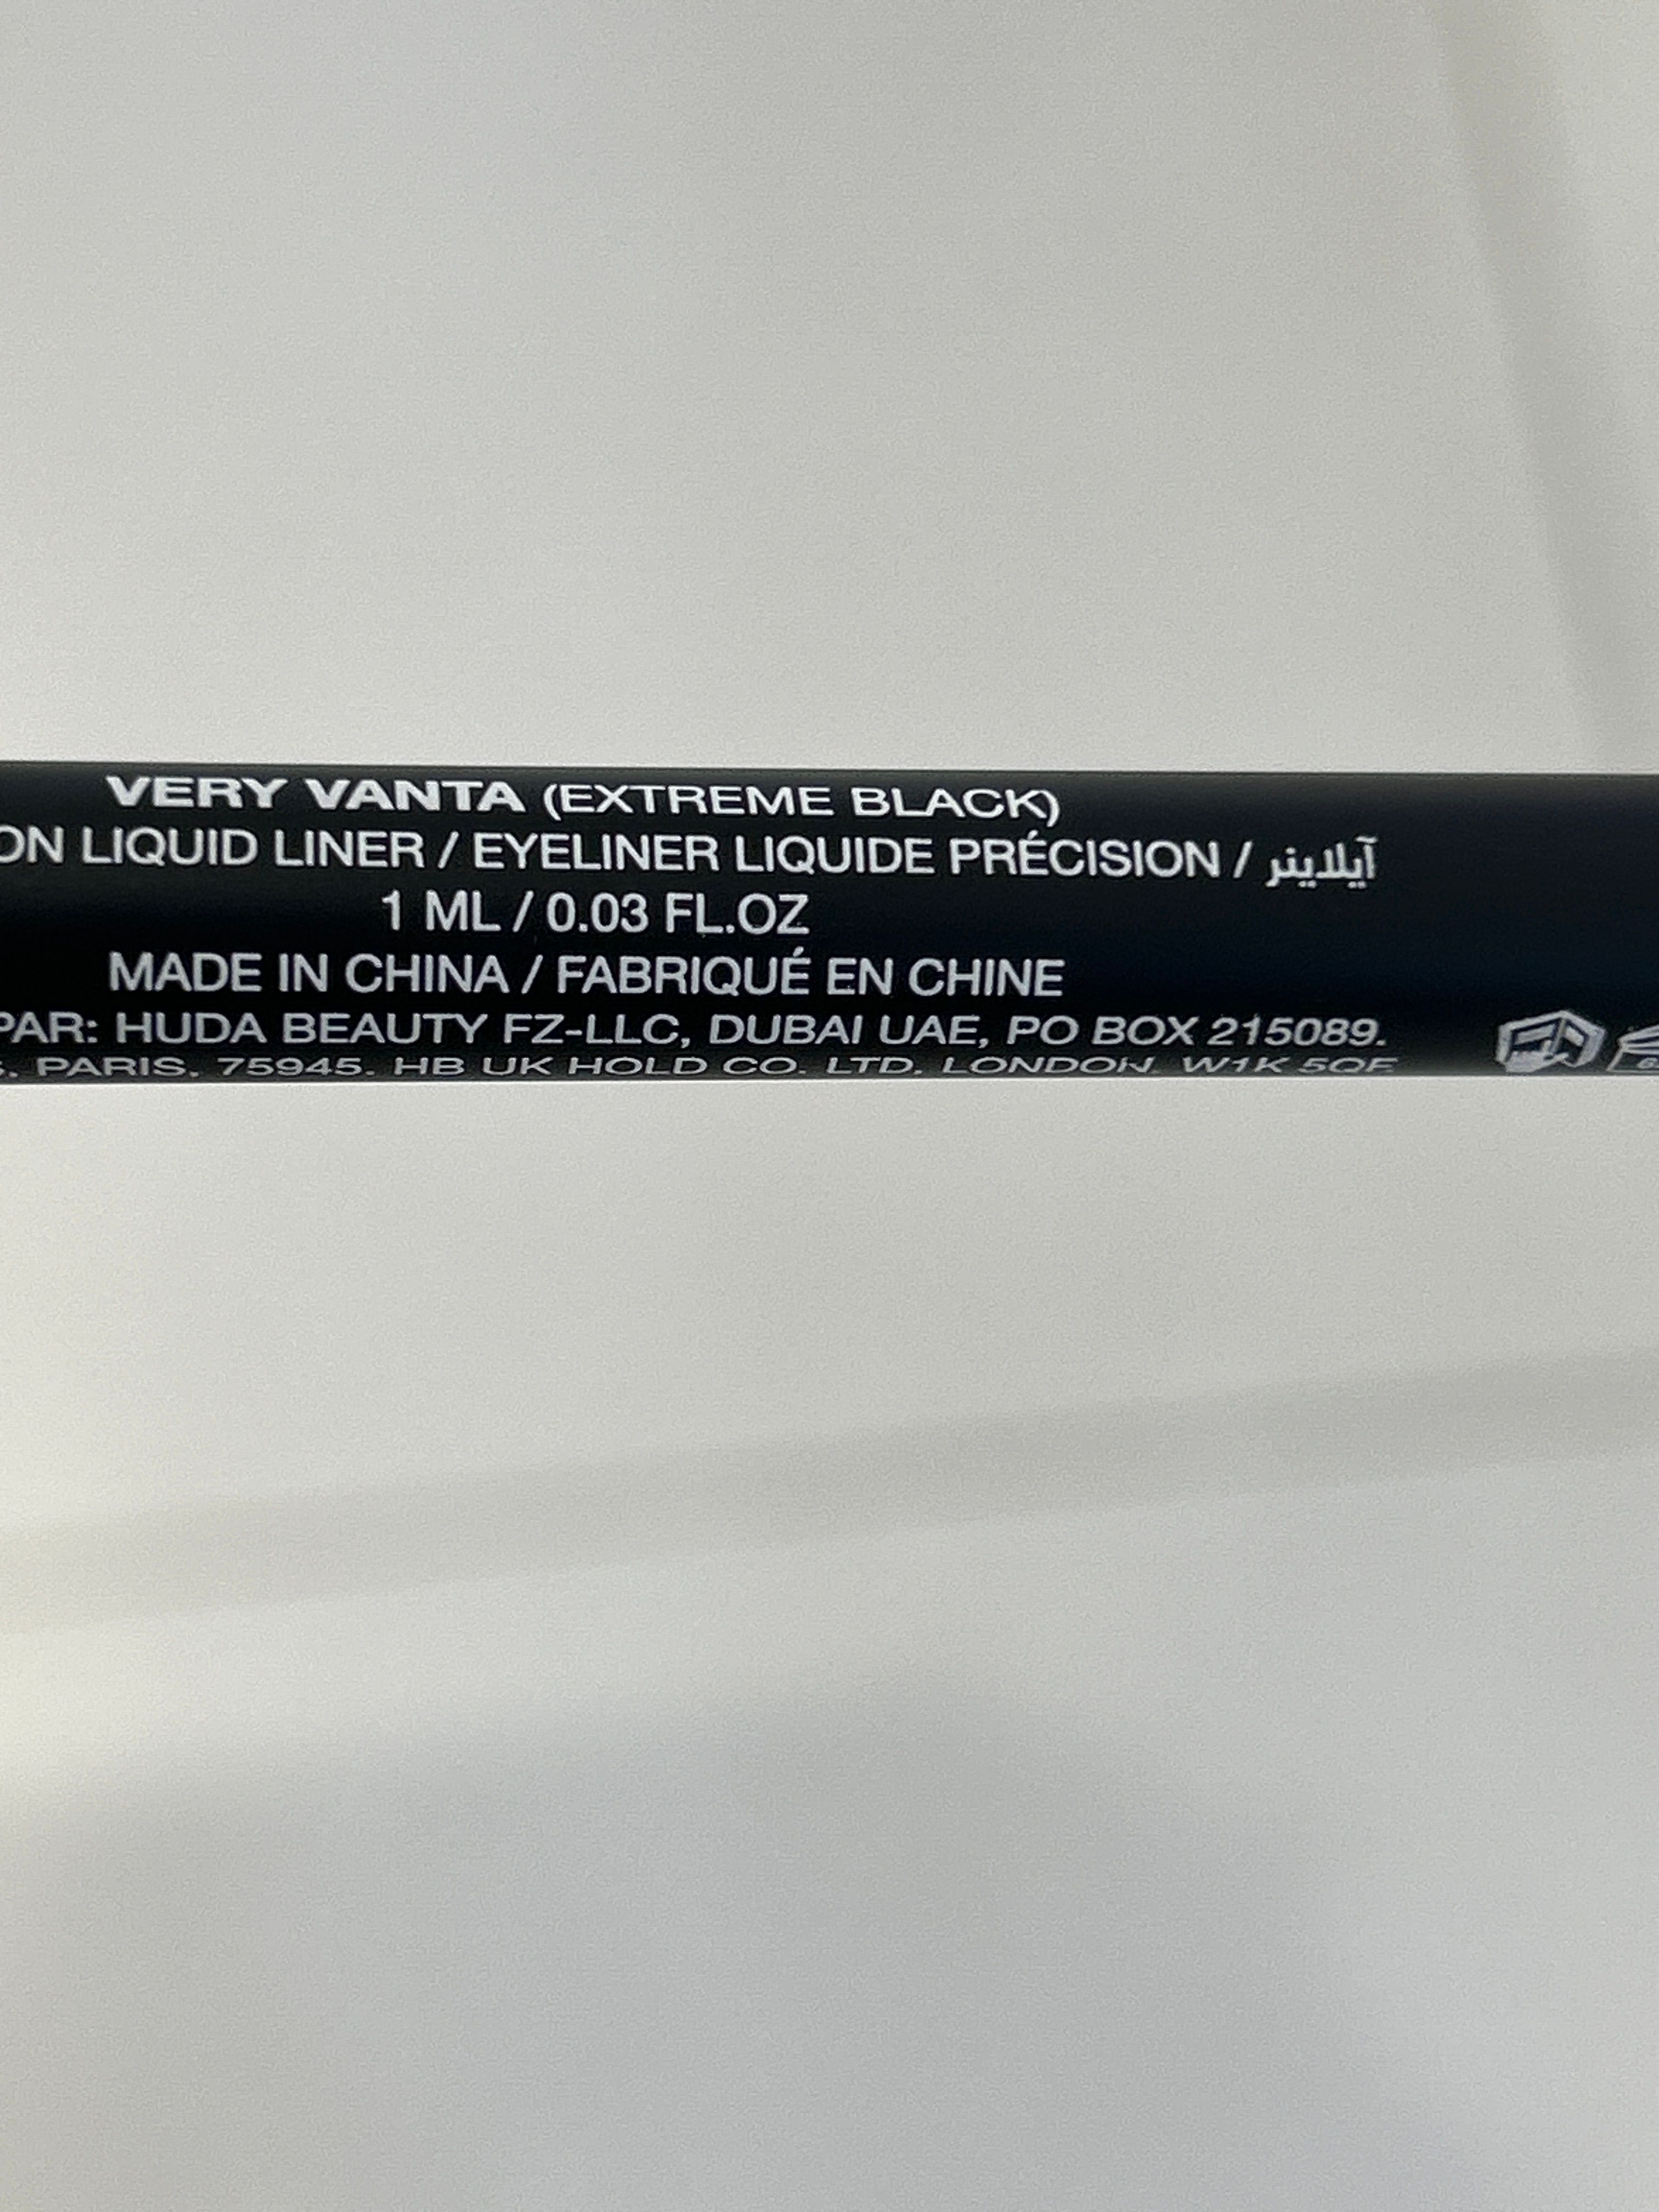 VERY VANTA (EXTREME BLACK)
ON LIQUID LINER / EYELINER LIQUIDE PRÉCISION / آيلاينر
1 ML / 0.03 FL.OZ
MADE IN CHINA / FABRIQUÉ EN CHINE
PAR: HUDA BEAUTY FZ-LLC, DUBAI UAE, PO BOX 215089.
PARIS, 75945. HB UK HOLD CO. LTD, LONDON, W1K